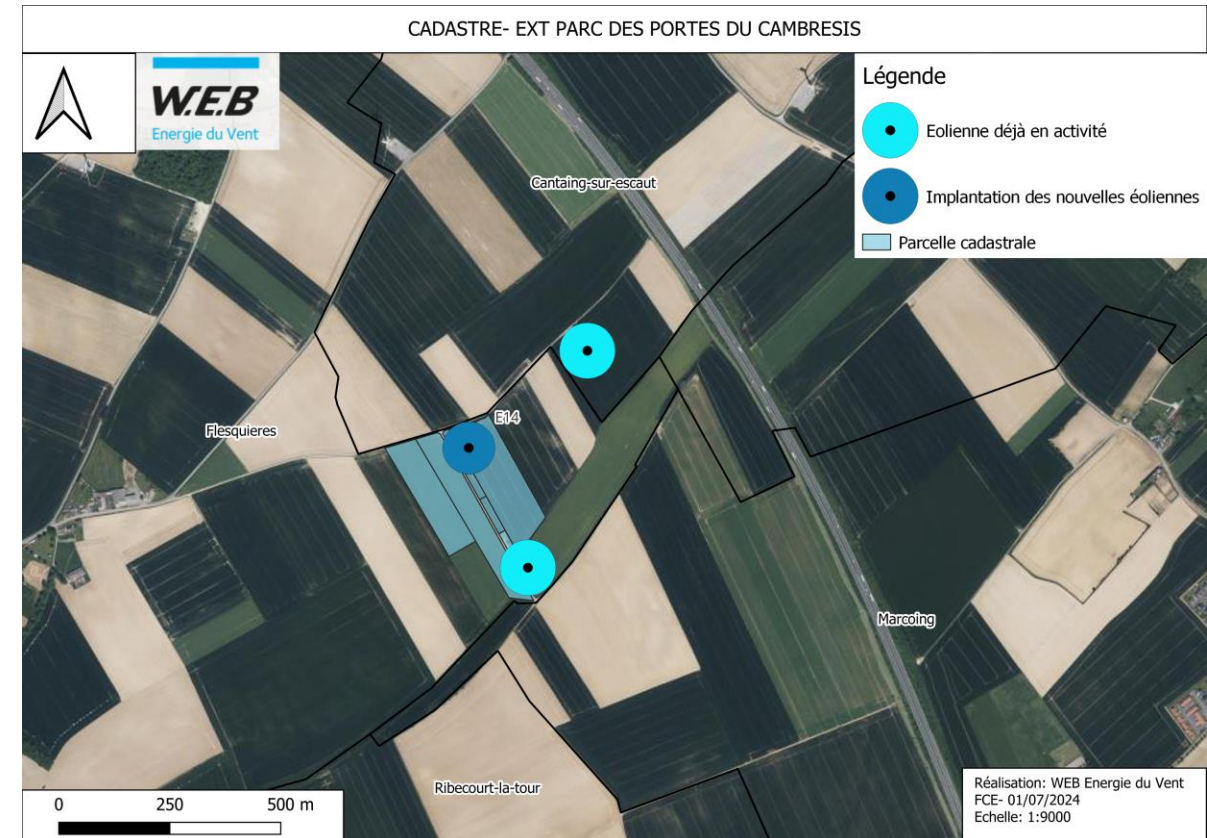 CADASTRE- EXT PARC DES PORTES DU CAMBRESIS
W.E.B
Energie du Vent
Légende
Eolienne déjà en activité
Implantation des nouvelles éoliennes
Parcelle cadastrale
Cantaing-sur-escaut
E14
Flesquieres
Marcoing
Ribecourt-la-tour
0 250 500 m
Réalisation: WEB Energie du Vent
FCE- 01/07/2024
Echelle: 1:9000